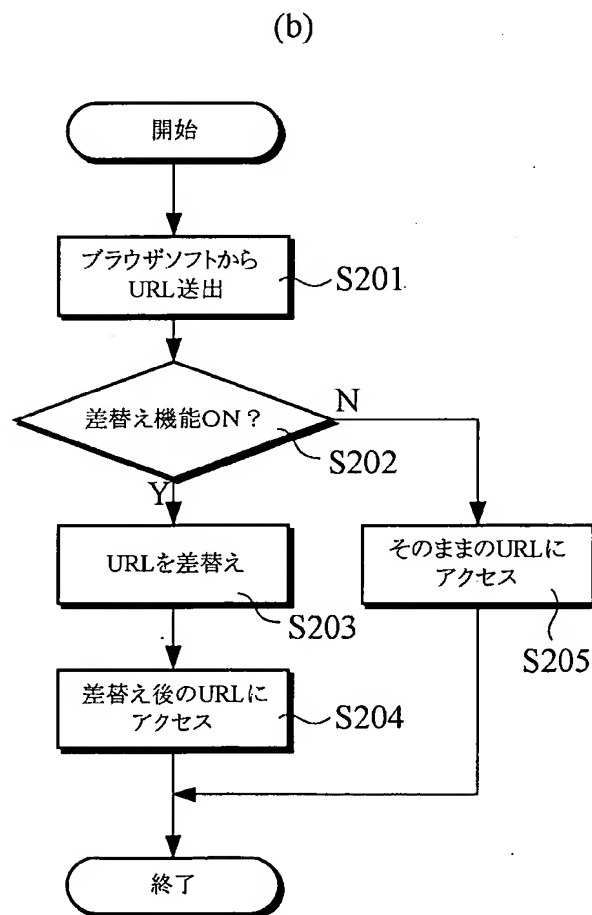 (b)
開始
ブラウザソフトから
URL送出
S201
差替え機能ON?
N
S202
Y
URLを差替え
S203
そのままのURLに
アクセス
S205
差替え後のURLに
アクセス
S204
終了